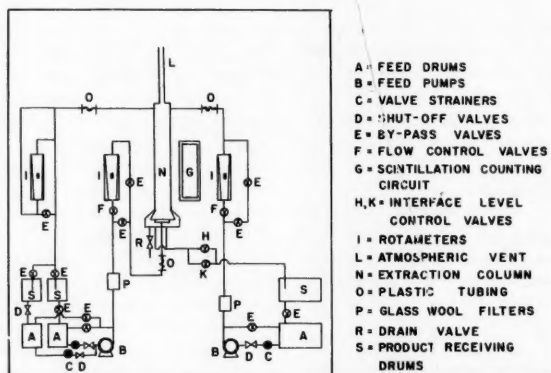 L
O O
I I N G I
E E
F E F E
E
R H
O K
P
E E
S S P S
D E E E E
A A A
B B D C
C D
A = FEED DRUMS
B = FEED PUMPS
C = VALVE STRAINERS
D = SHUT-OFF VALVES
E = BY-PASS VALVES
F = FLOW CONTROL VALVES
G = SCINTILLATION COUNTING
CIRCUIT
H,K = INTERFACE LEVEL
CONTROL VALVES
I = ROTAMETERS
L = ATMOSPHERIC VENT
N = EXTRACTION COLUMN
O = PLASTIC TUBING
P = GLASS WOOL FILTERS
R = DRAIN VALVE
S = PRODUCT RECEIVING
DRUMS